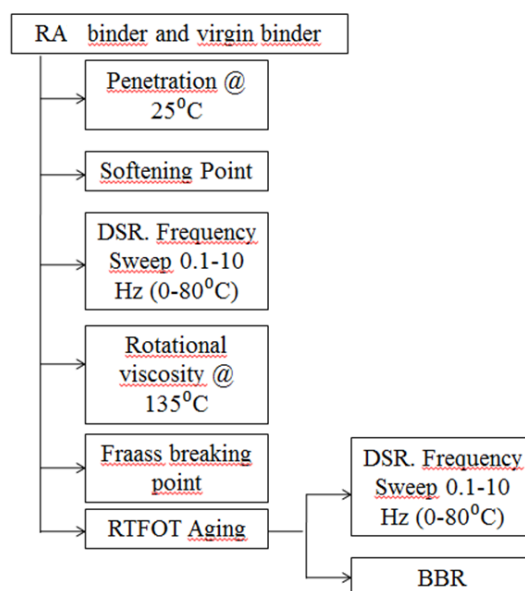 RA binder and virgin binder
Penetration @
25⁰C
Softening Point
DSR. Frequency
Sweep 0.1-10
Hz (0-80⁰C)
Rotational
viscosity @
135⁰C
Fraass breaking
point
RTFOT Aging
DSR. Frequency
Sweep 0.1-10
Hz (0-80⁰C)
BBR